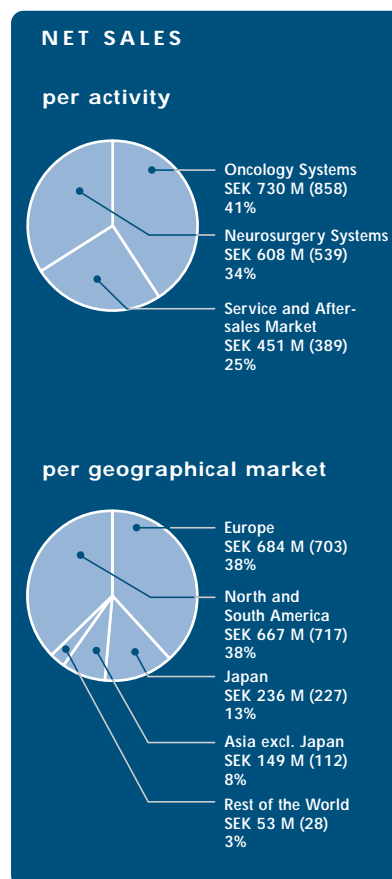 NET SALES
per activity
Oncology Systems
SEK 730 M (858)
41%
Neurosurgery Systems
SEK 608 M (539)
34%
Service and After-
sales Market
SEK 451 M (389)
25%
per geographical market
Europe
SEK 684 M (703)
38%
North and
South America
SEK 667 M (717)
38%
Japan
SEK 236 M (227)
13%
Asia excl. Japan
SEK 149 M (112)
8%
Rest of the World
SEK 53 M (28)
3%